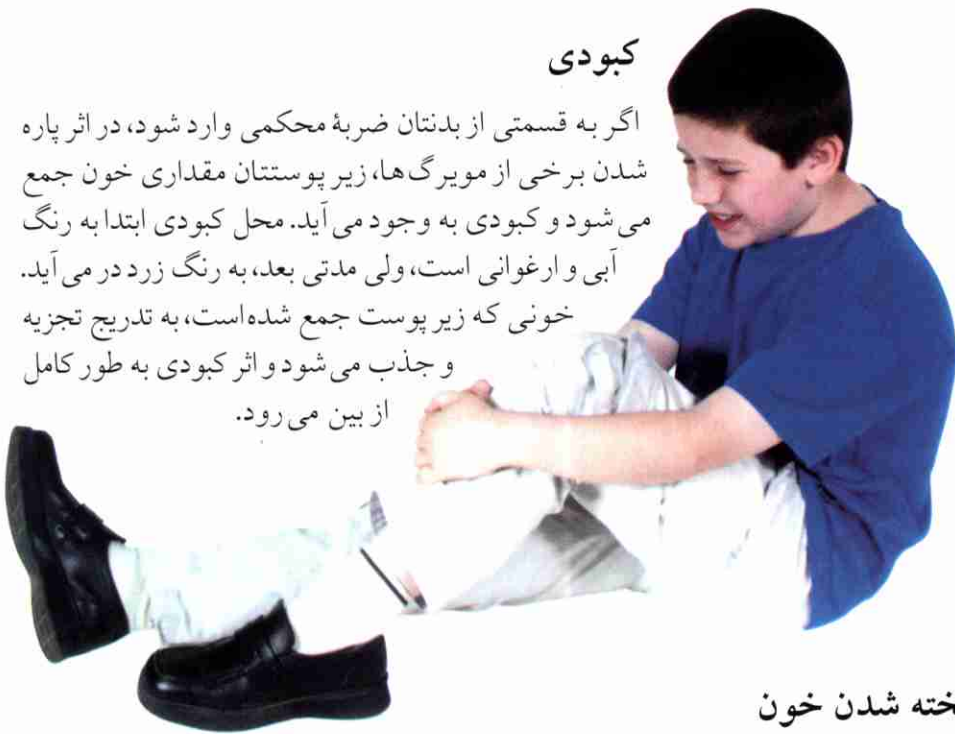 کبودی
اگر به قسمتی از بدنتان ضربهٔ محکمی وارد شود، در اثر پاره
شدن برخی از مویرگ‌ها، زیر پوستتان مقداری خون جمع
می‌شود و کبودی به وجود می‌آید. محل کبودی ابتدا به رنگ
آبی و ارغوانی است، ولی مدتی بعد، به رنگ زرد در می‌آید.
خونی که زیر پوست جمع شده‌است، به تدریج تجزیه
و جذب می‌شود و اثر کبودی به طور کامل
از بین می‌رود.
شدن خون